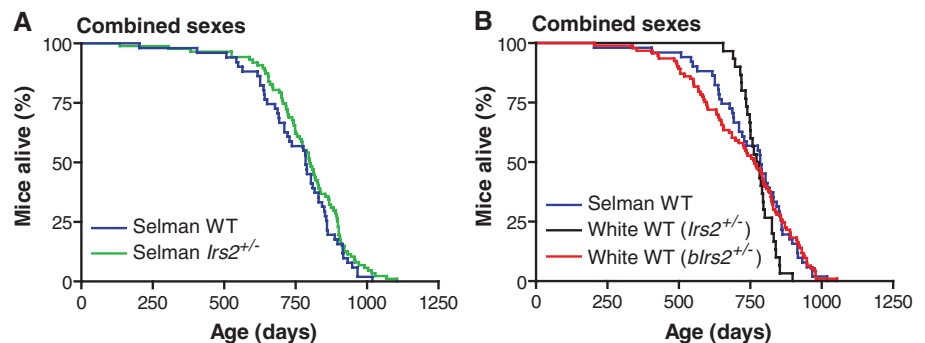 A
Combined sexes
Mice alive (%)
100
75
50
25
0
Selman WT
Selman Irs2+/-
0 250 500 750 1000 1250
Age (days)
B
Combined sexes
Mice alive (%)
100
75
50
25
0
Selman WT
White WT (Irs2+/-)
White WT (bIrs2+/-)
0 250 500 750 1000 1250
Age (days)